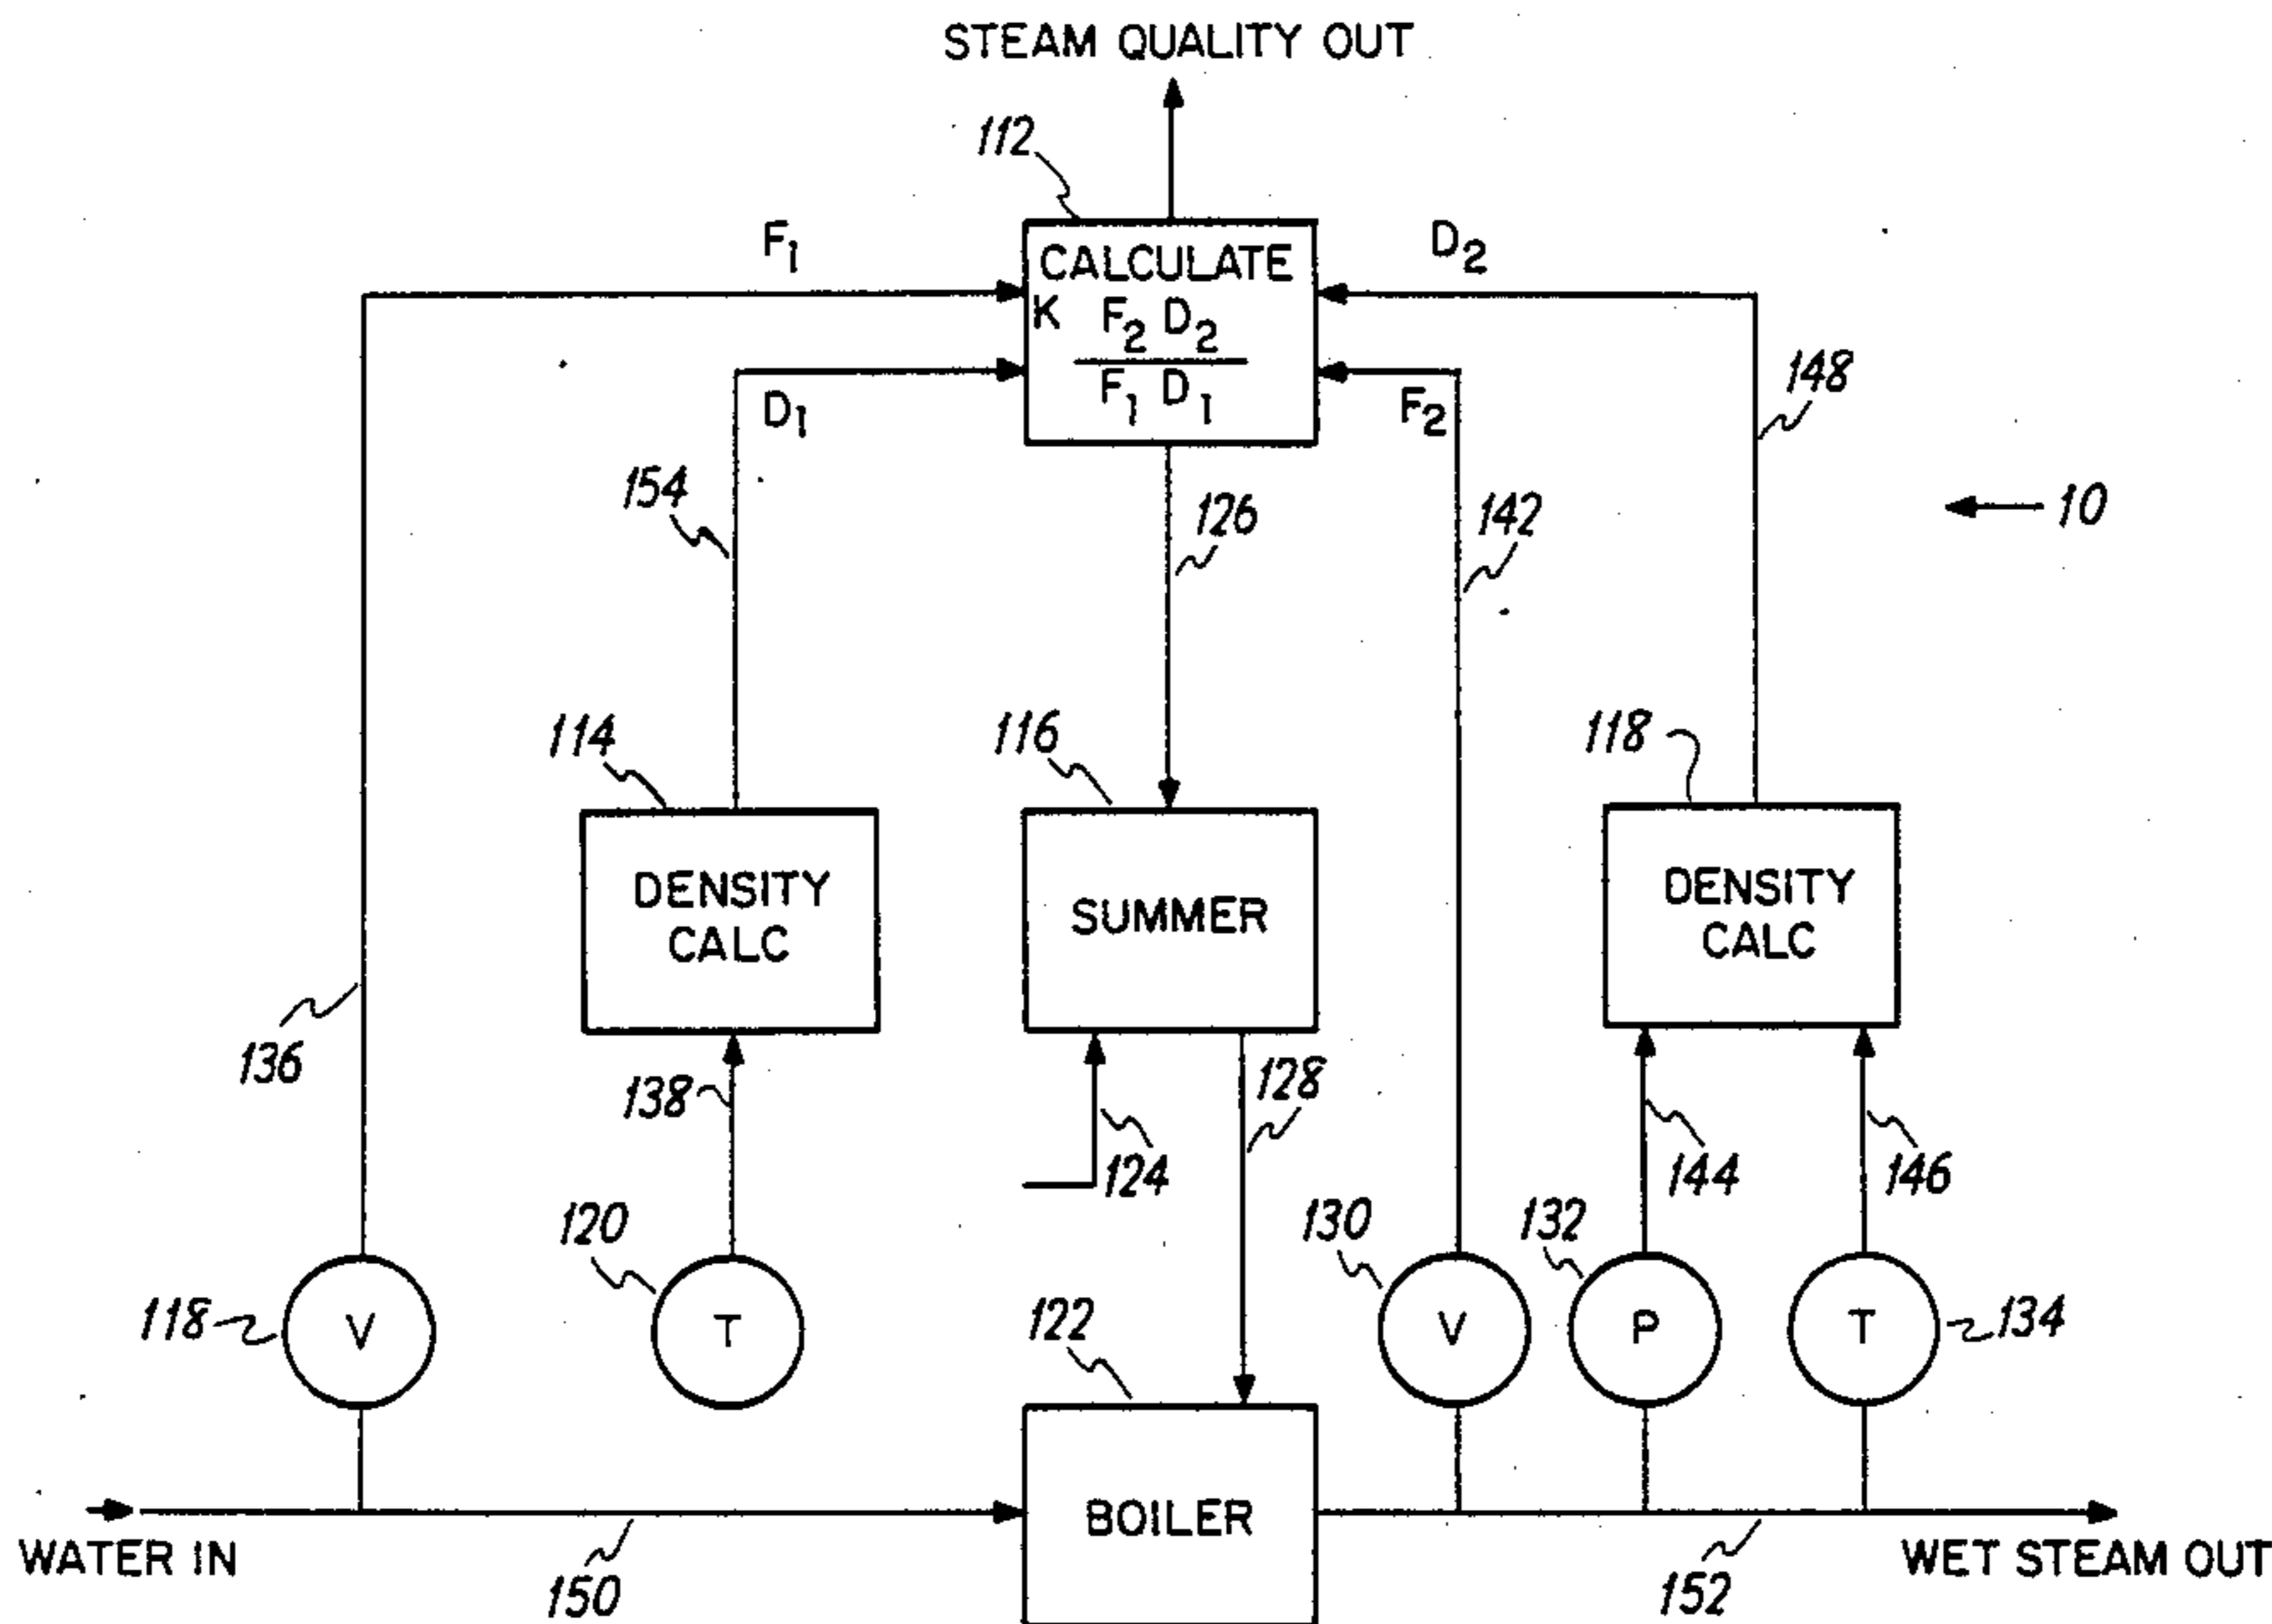 STEAM QUALITY OUT
112
F1
CALCULATE
D2
K F2 D2
F1 D1
D1
F2
148
154
126
142
10
114
116
118
DENSITY
CALC
SUMMER
DENSITY
CALC
136
138
128
124
144
146
120
130
132
118
V
T
122
V
P
T
134
BOILER
WATER IN
150
152
WET STEAM OUT